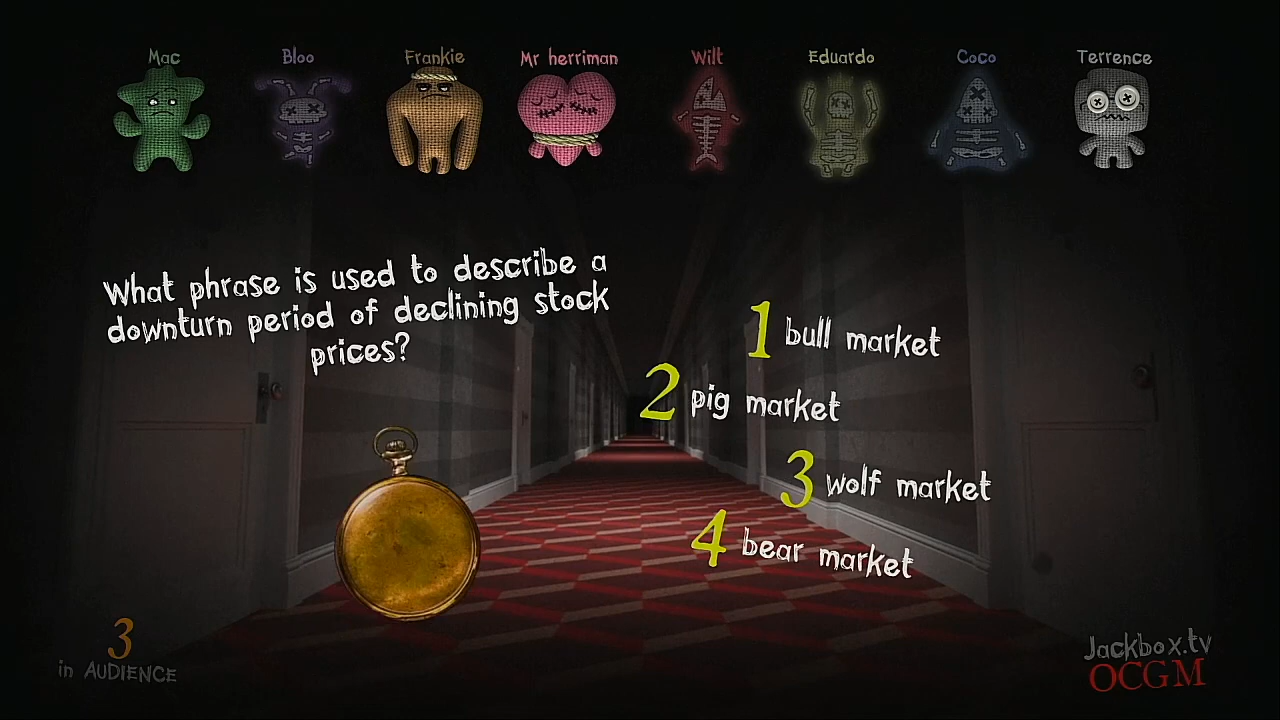 Mac
Bloo
Frankie
Mr herriman
Wilt
Eduardo
CoCo
Terrence
What phrase is used to describe a
downturn period of declining stock
prices?
1 bull market
2 pig market
3 wolf market
4 bear market
3
in AUDIENCE
Jackbox.tv
OCGM